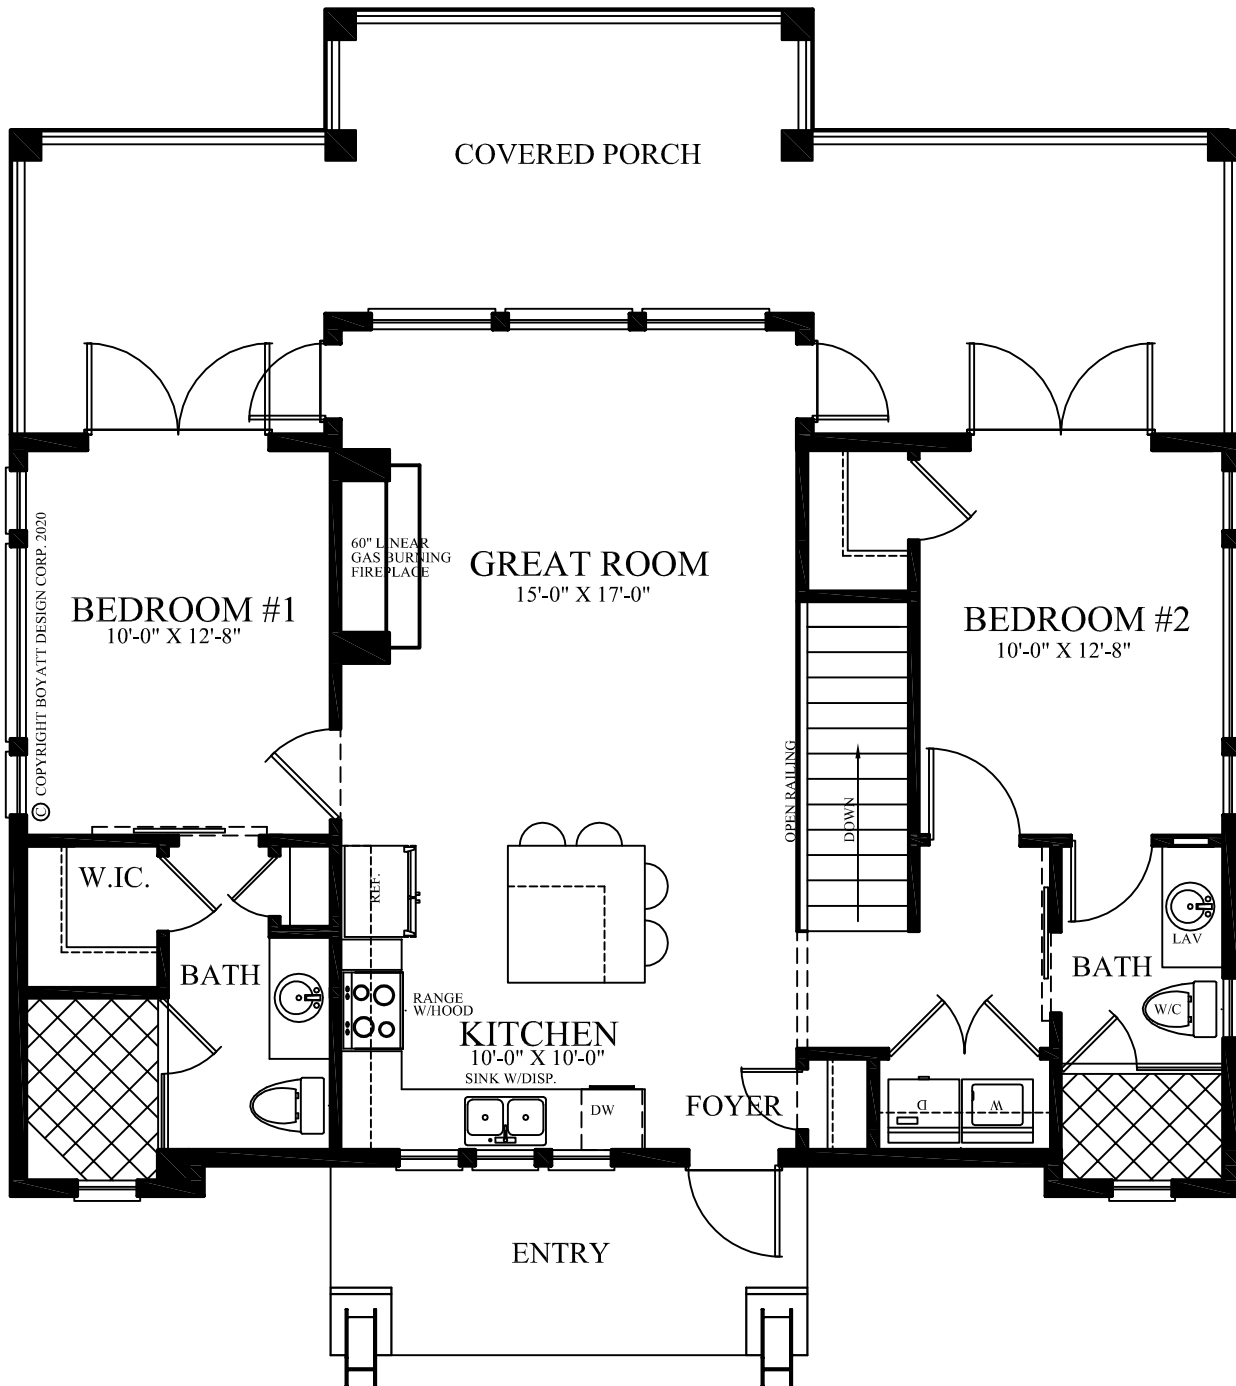 COVERED PORCH
60" LINEAR
GAS BURNING
FIREPLACE
GREAT ROOM
15'-0" X 17'-0"
BEDROOM #1
10'-0" X 12'-8"
BEDROOM #2
10'-0" X 12'-8"
© COPYRIGHT BOYATT DESIGN CORP. 2020
OPEN RAILING
DOWN
W.IC.
REF.
BATH
RANGE
W/HOOD
KITCHEN
10'-0" X 10'-0"
SINK W/DISP.
DW
FOYER
D
W
LAV
BATH
W/C
ENTRY